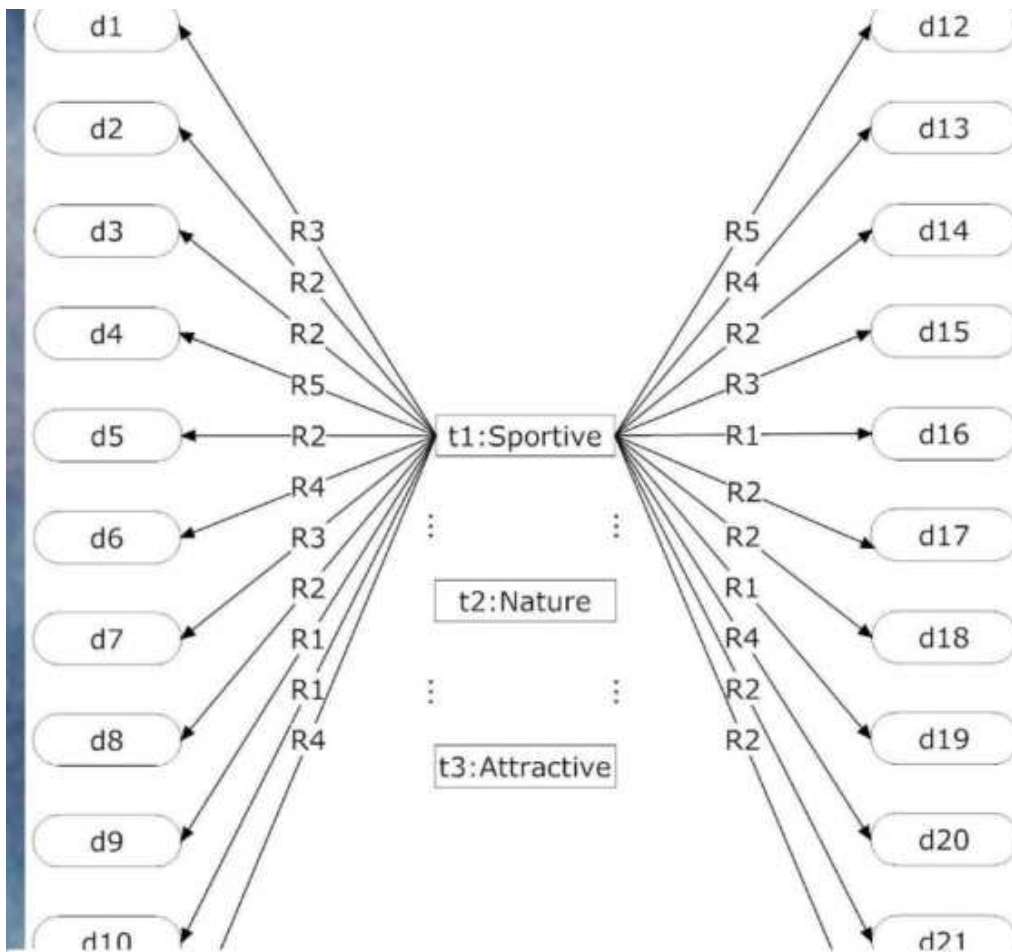 d1
d2
d3
d4
d5
d6
d7
d8
d9
d10
R3
R2
R2
R5
R2
R4
R3
R2
R1
R1
R4
t1:Sportive
⋮ ⋮
t2:Nature
⋮ ⋮
t3:Attractive
R5
R4
R2
R3
R1
R2
R2
R1
R4
R2
R2
d12
d13
d14
d15
d16
d17
d18
d19
d20
d21